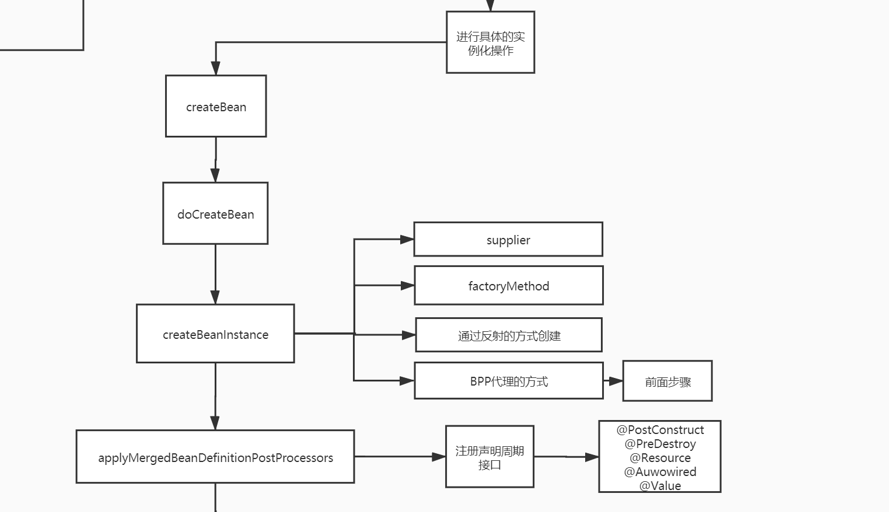 进行具体的实
例化操作
createBean
doCreateBean
supplier
factoryMethod
createBeanInstance
通过反射的方式创建
BPP代理的方式
前面步骤
applyMergedBeanDefinitionPostProcessors
注册声明周期
接口
@PostConstruct
@PreDestroy
@Resource
@Auwowired
@Value